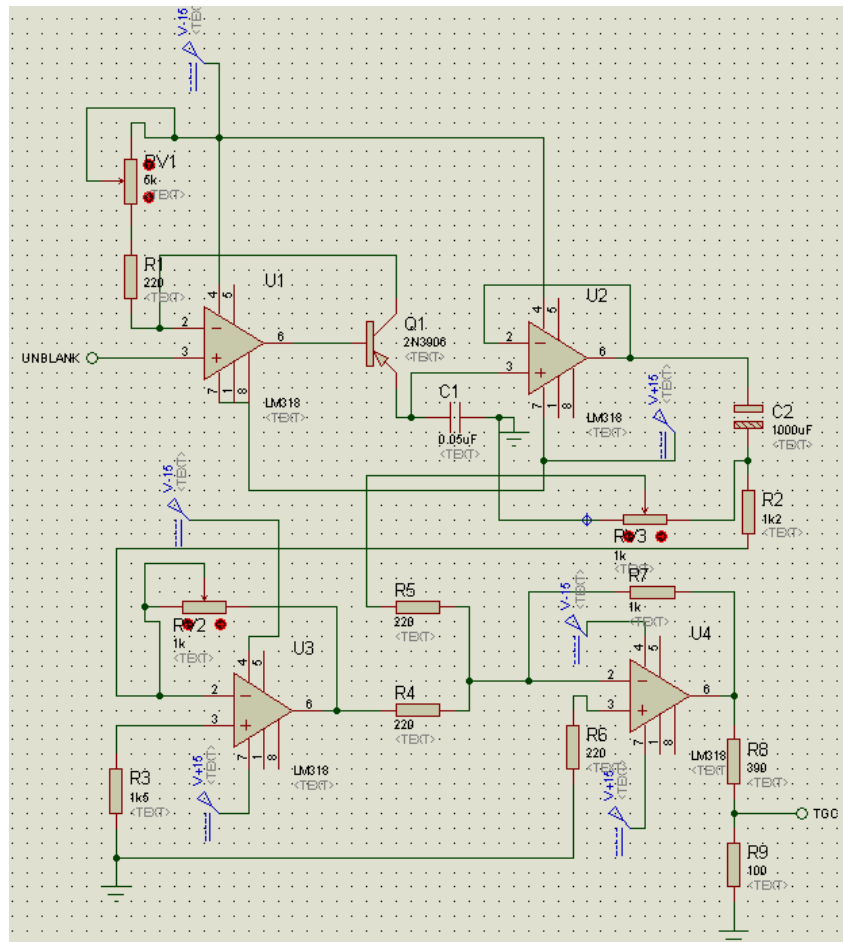 V-15
<TEXT>
RV1
5k
<TEXT>
R1
220
<TEXT>
U1
4
5
2
3
6
7
1
8
LM318
<TEXT>
UNBLANK
Q1
2N3906
<TEXT>
C1
0.05uF
<TEXT>
U2
4
5
2
3
6
7
1
8
LM318
<TEXT>
V+15
<TEXT>
C2
1000uF
<TEXT>
R2
1k2
<TEXT>
RV3
1k
<TEXT>
V-15
<TEXT>
RV2
1k
<TEXT>
U3
4
5
2
3
6
7
1
8
LM318
<TEXT>
R3
1k5
<TEXT>
V+15
<TEXT>
R5
220
<TEXT>
R4
220
<TEXT>
R7
1k
<TEXT>
V-15
<TEXT>
U4
4
5
2
3
6
7
1
8
LM318
<TEXT>
R6
220
<TEXT>
V+15
<TEXT>
R8
390
<TEXT>
TGC
R9
100
<TEXT>